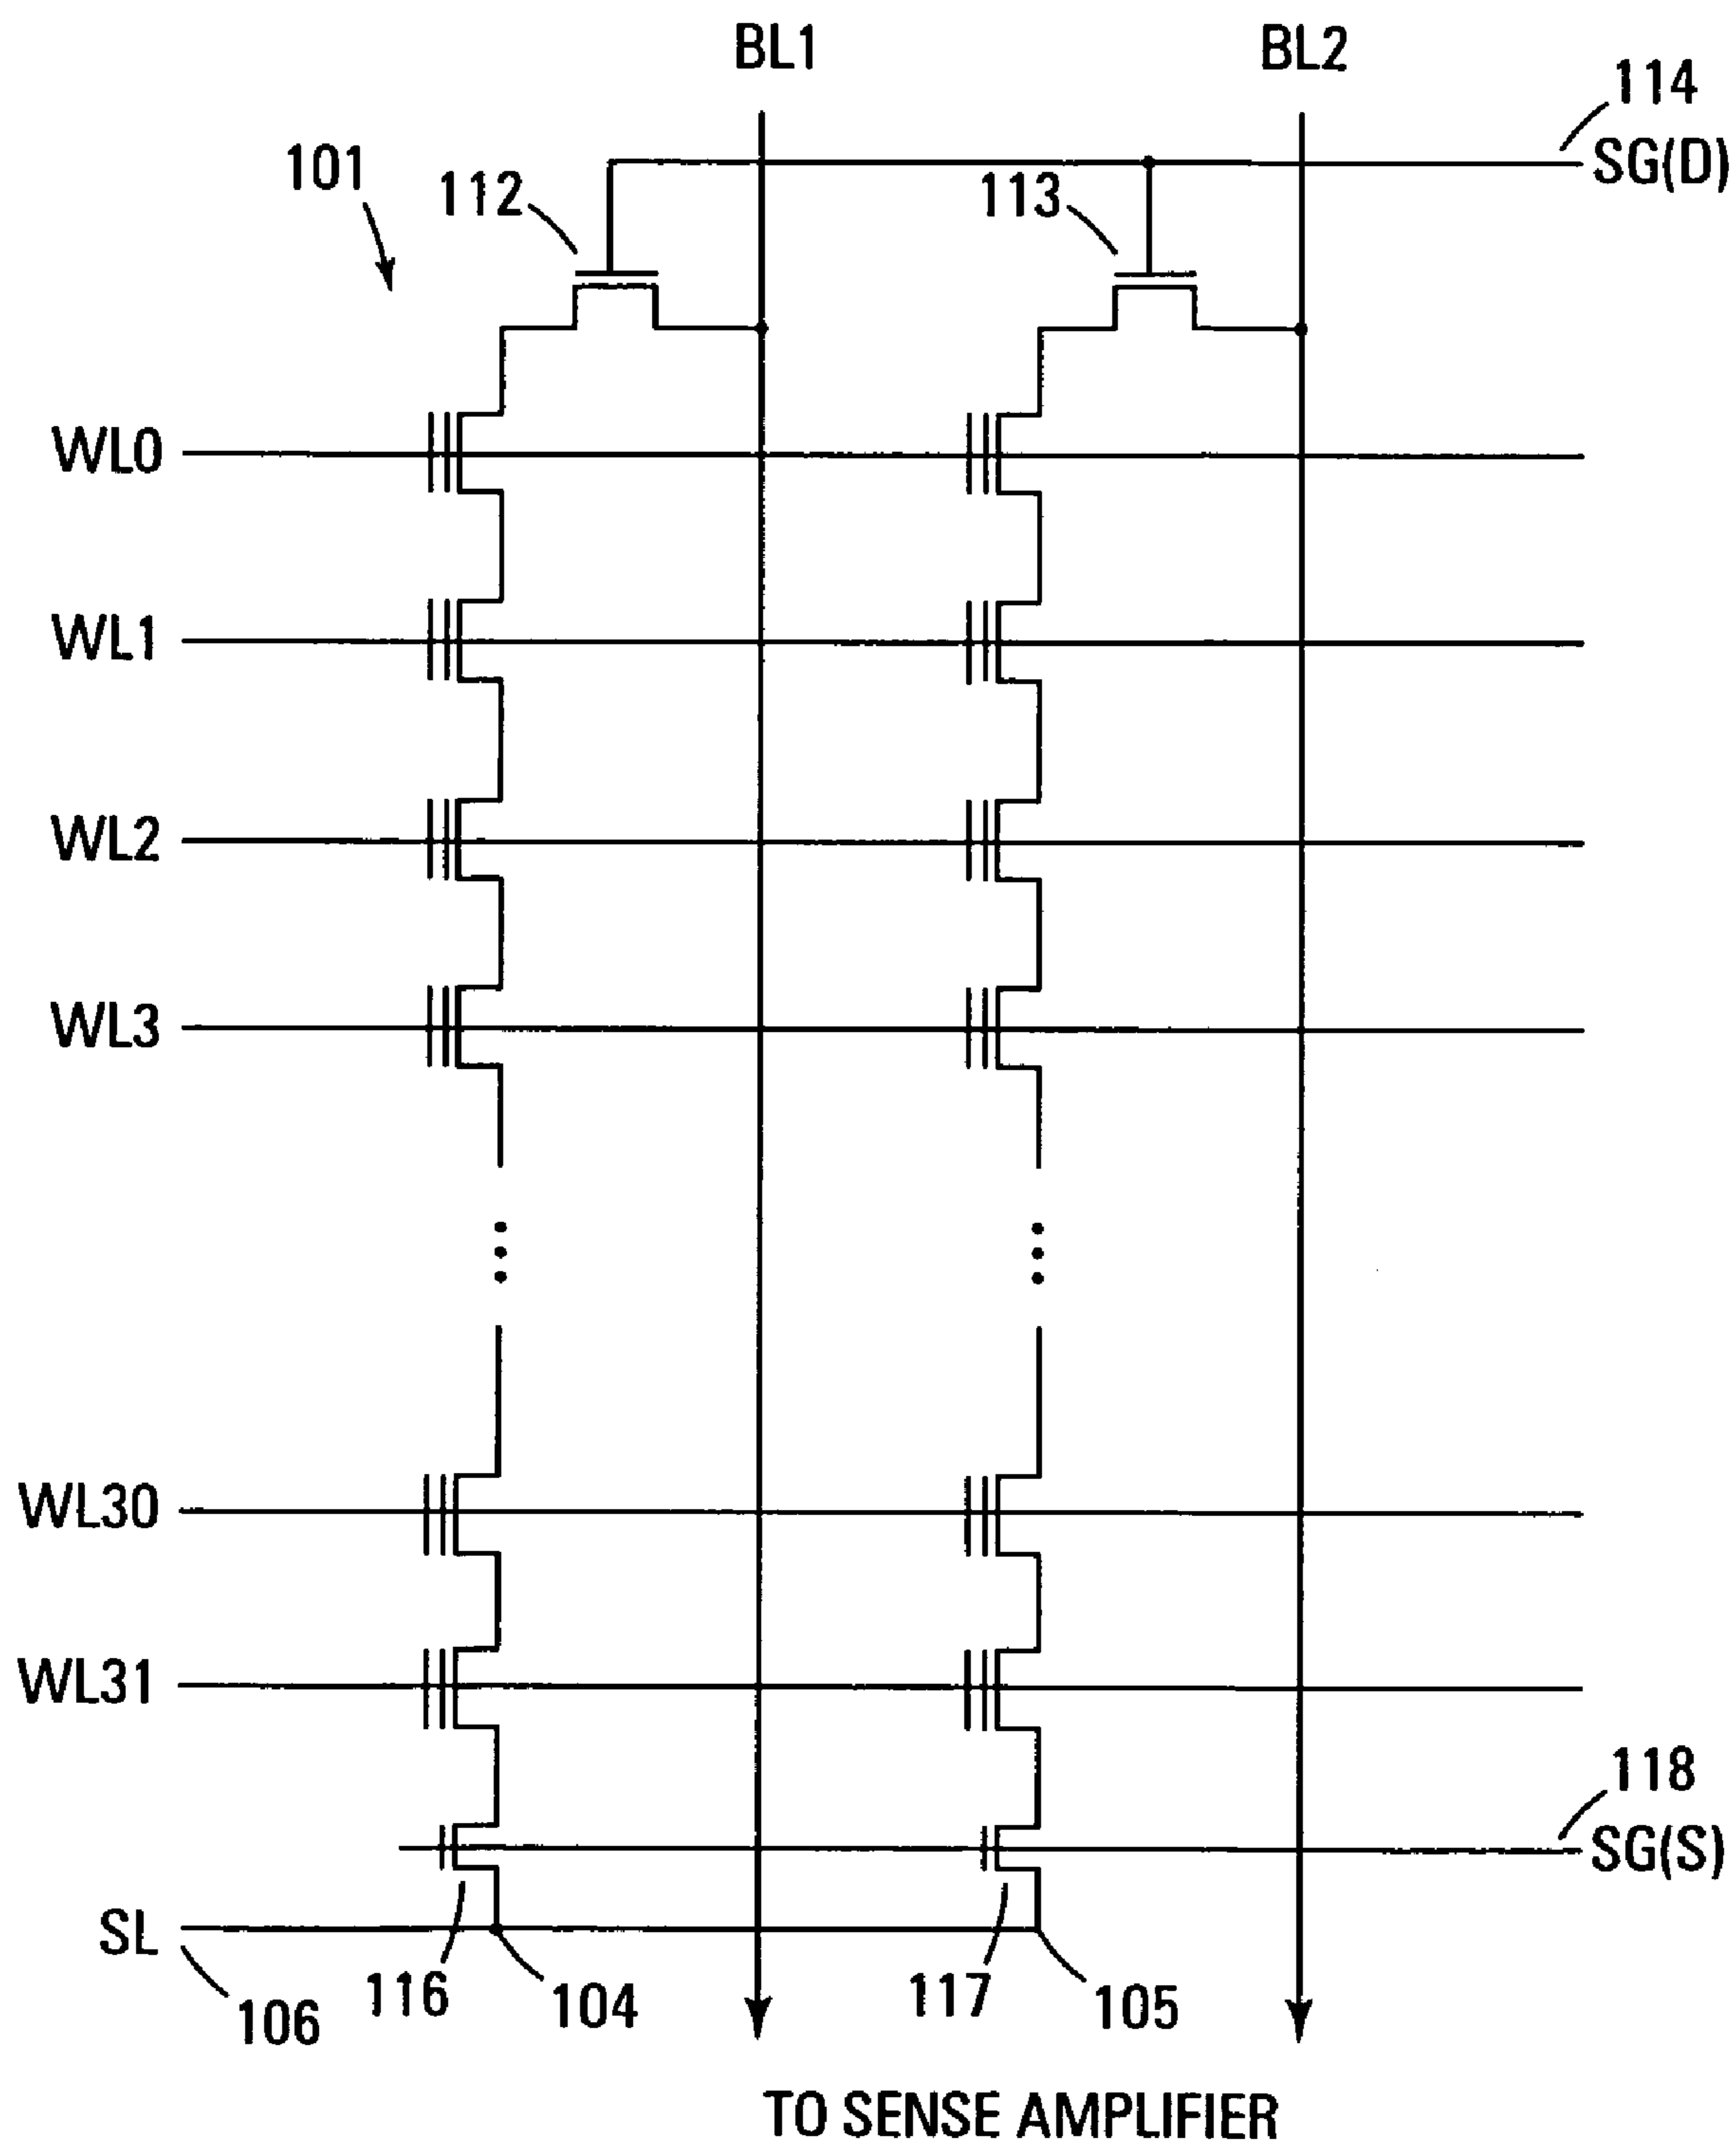 BL1
BL2
114
SG(D)
101
112
113
WL0
WL1
WL2
WL3
WL30
WL31
118
SG(S)
SL
106
116
104
117
105
TO SENSE AMPLIFIER